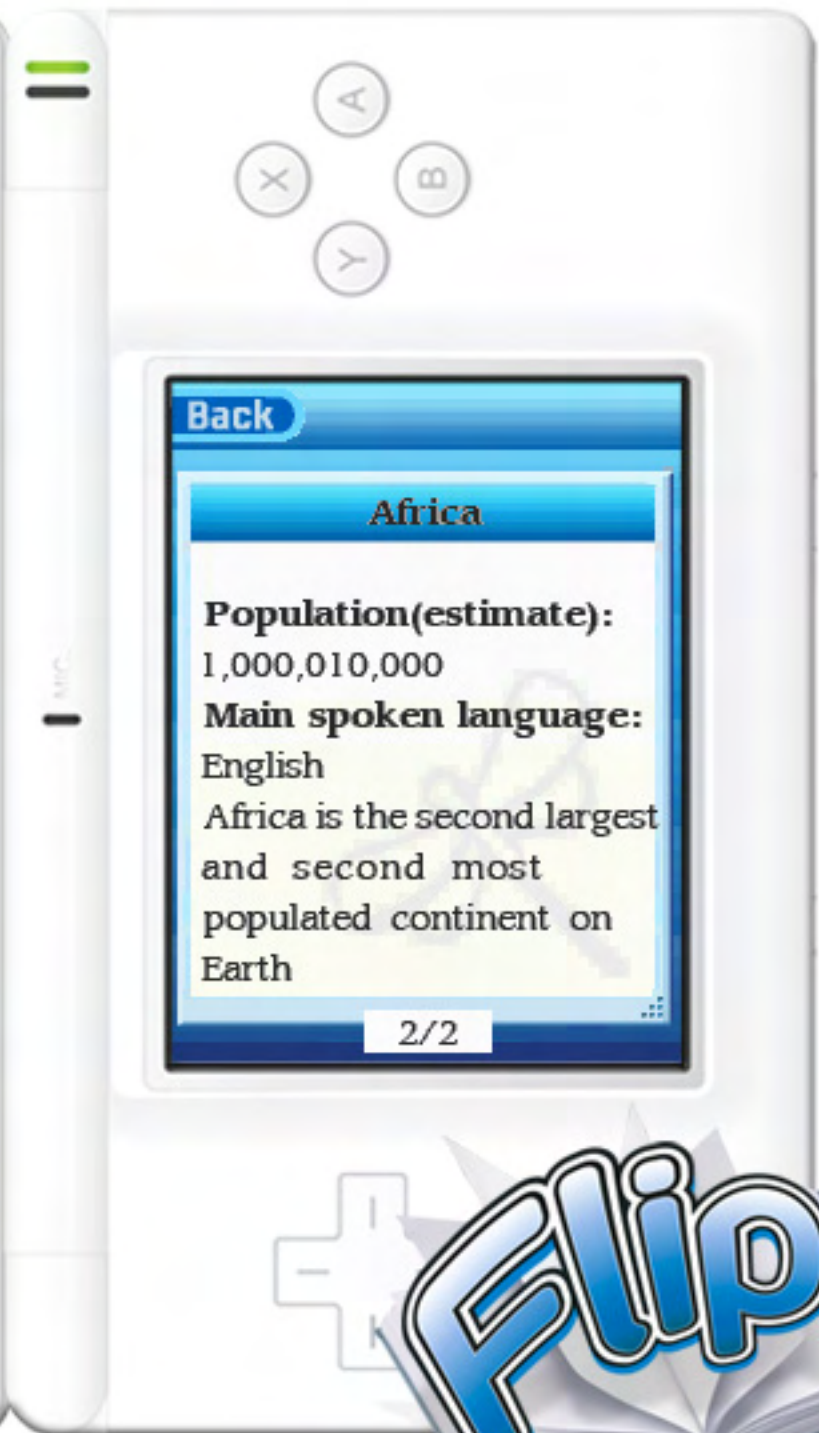 A
X
B
Y
MIC.
Back
Africa
Population(estimate):
1,000,010,000
Main spoken language:
English
Africa is the second largest
and second most
populated continent on
Earth
2/2
Flip